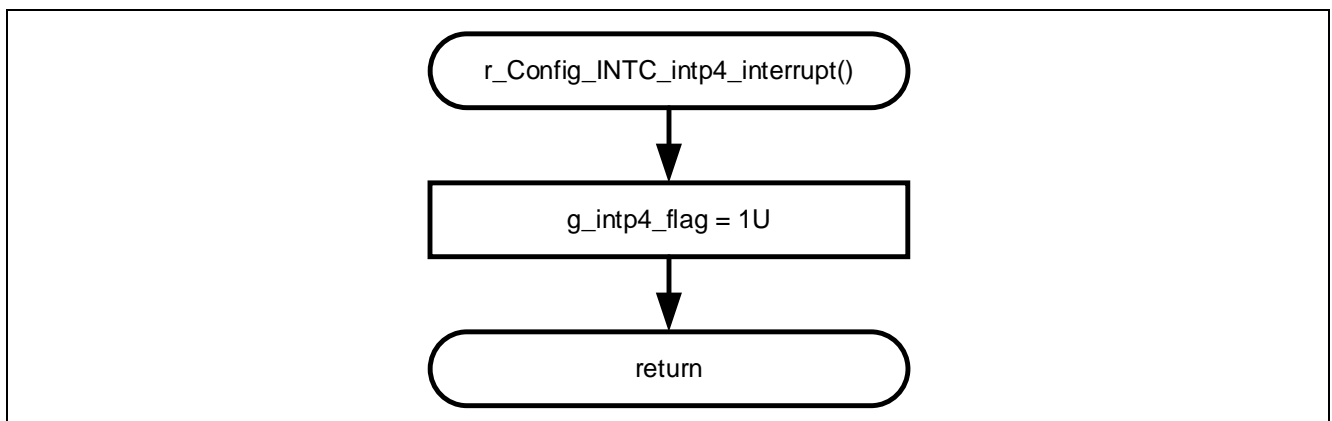 r_Config_INTC_intp4_interrupt()
g_intp4_flag = 1U
return